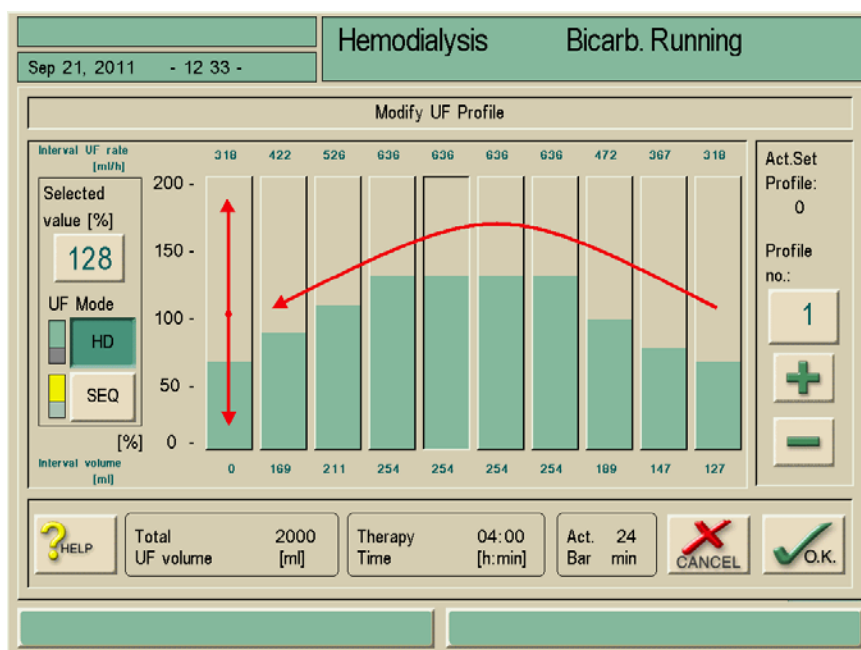 Hemodialysis Bicarb. Running
Sep 21, 2011 - 12 33 -
Modify UF Profile
Interval UF rate
[ml/h]
318 422 526 636 636 636 636 472 367 318
Selected
value [%]
128
UF Mode
HD
SEQ
200 -
150 -
100 -
50 -
[%] 0 -
Interval volume
[ml]
0 169 211 254 254 254 254 189 147 127
Act.Set
Profile:
0
Profile
no.:
1
HELP
Total 2000
UF volume [ml]
Therapy 04:00
Time [h:min]
Act. 24
Bar min
CANCEL
O.K.